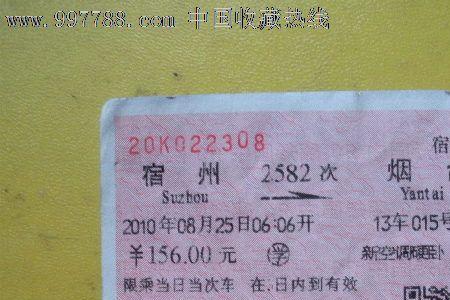 www.997788.com 中国收藏热线
20K022308 宿
宿州 2582次 烟
Suzhou Yantai
2010年08月25日06:06开 13车015号
￥156.00元 学 新空调硬卧
限乘当日当次车 在.日内到有效